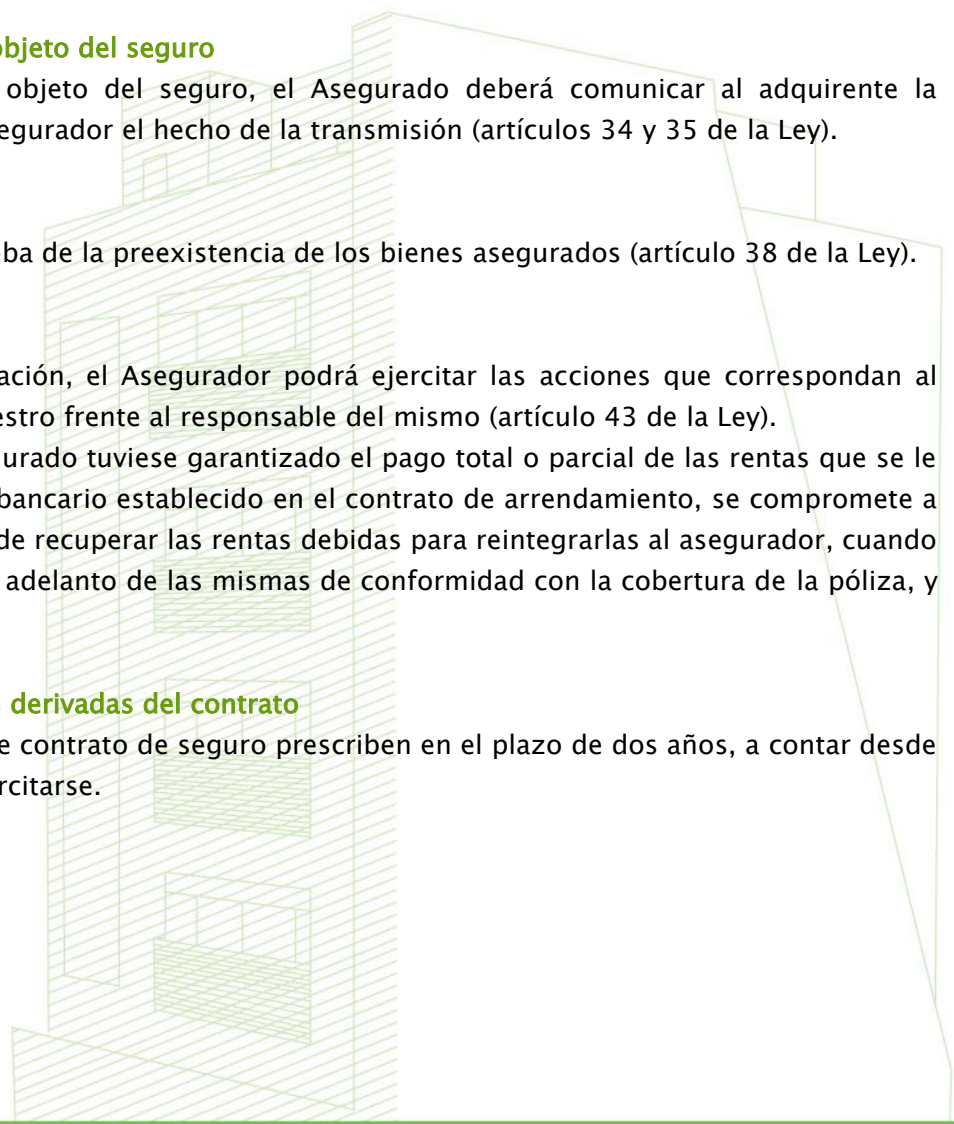 objeto del seguro
objeto del seguro, el Asegurado deberá comunicar al adquirente la
egurador el hecho de la transmisión (artículos 34 y 35 de la Ley).
eba de la preexistencia de los bienes asegurados (artículo 38 de la Ley).
ación, el Asegurador podrá ejercitar las acciones que correspondan al
estro frente al responsable del mismo (artículo 43 de la Ley).
gurado tuviese garantizado el pago total o parcial de las rentas que se le
bancario establecido en el contrato de arrendamiento, se compromete a
de recuperar las rentas debidas para reintegrarlas al asegurador, cuando
adelanto de las mismas de conformidad con la cobertura de la póliza, y
s derivadas del contrato
e contrato de seguro prescriben en el plazo de dos años, a contar desde
ercitarse.